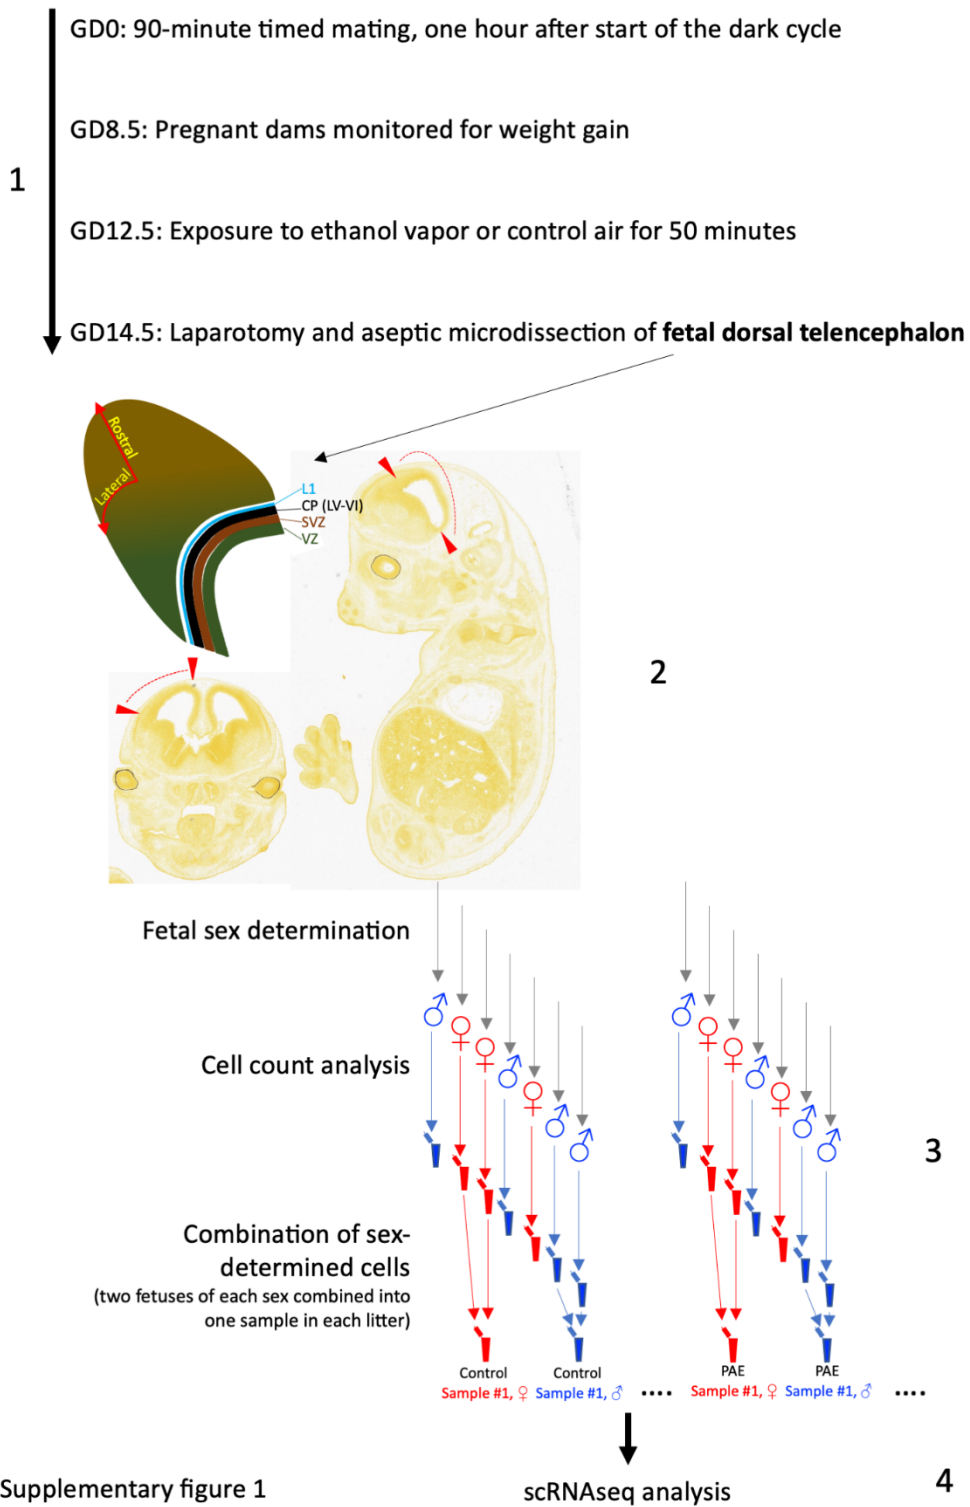 GD0: 90-minute timed mating, one hour after start of the dark cycle
GD8.5: Pregnant dams monitored for weight gain
1
GD12.5: Exposure to ethanol vapor or control air for 50 minutes
GD14.5: Laparotomy and aseptic microdissection of fetal dorsal telencephalon
Rostral
Lateral
L1
CP (LV-VI)
SVZ
VZ
2
Fetal sex determination
♂ ♀ ♀ ♂ ♀ ♂ ♂
♂ ♀ ♀ ♂ ♀ ♂ ♂
Cell count analysis
3
Combination of sex-
determined cells
(two fetuses of each sex combined into
one sample in each litter)
Control
Sample #1, ♀
Control
Sample #1, ♂
....
PAE
Sample #1, ♀
PAE
Sample #1, ♂
....
Supplementary figure 1
scRNAseq analysis
4